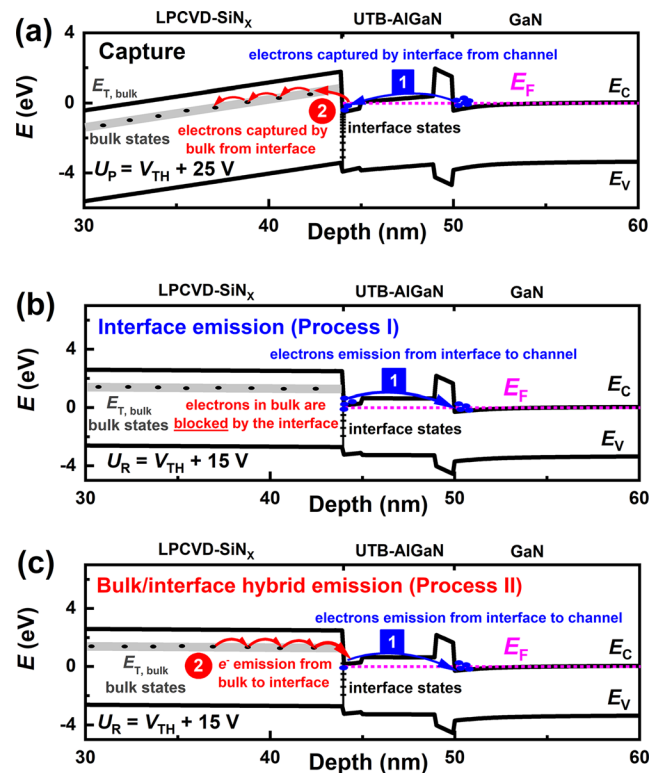 LPCVD-SiNX UTB-AlGaN GaN
(a)
Capture
electrons captured by interface from channel
1
4
ET, bulk
EF
EC
0
2
bulk states
electrons captured by
bulk from interface
interface states
-4
UP = VTH + 25 V
EV
E (eV)
30 40 50 60
Depth (nm)
LPCVD-SiNX UTB-AlGaN GaN
(b)
Interface emission (Process I)
4
electrons emission from interface to channel
1
ET, bulk
EF
EC
0
bulk states
electrons in bulk are
blocked by the interface
interface states
EV
-4
UR = VTH + 15 V
E (eV)
30 40 50 60
Depth (nm)
LPCVD-SiNX UTB-AlGaN GaN
(c)
Bulk/interface hybrid emission (Process II)
4
electrons emission from interface to channel
1
ET, bulk
EF
EC
0
2
bulk states
e- emission from
bulk to interface
interface states
EV
-4
UR = VTH + 15 V
E (eV)
30 40 50 60
Depth (nm)